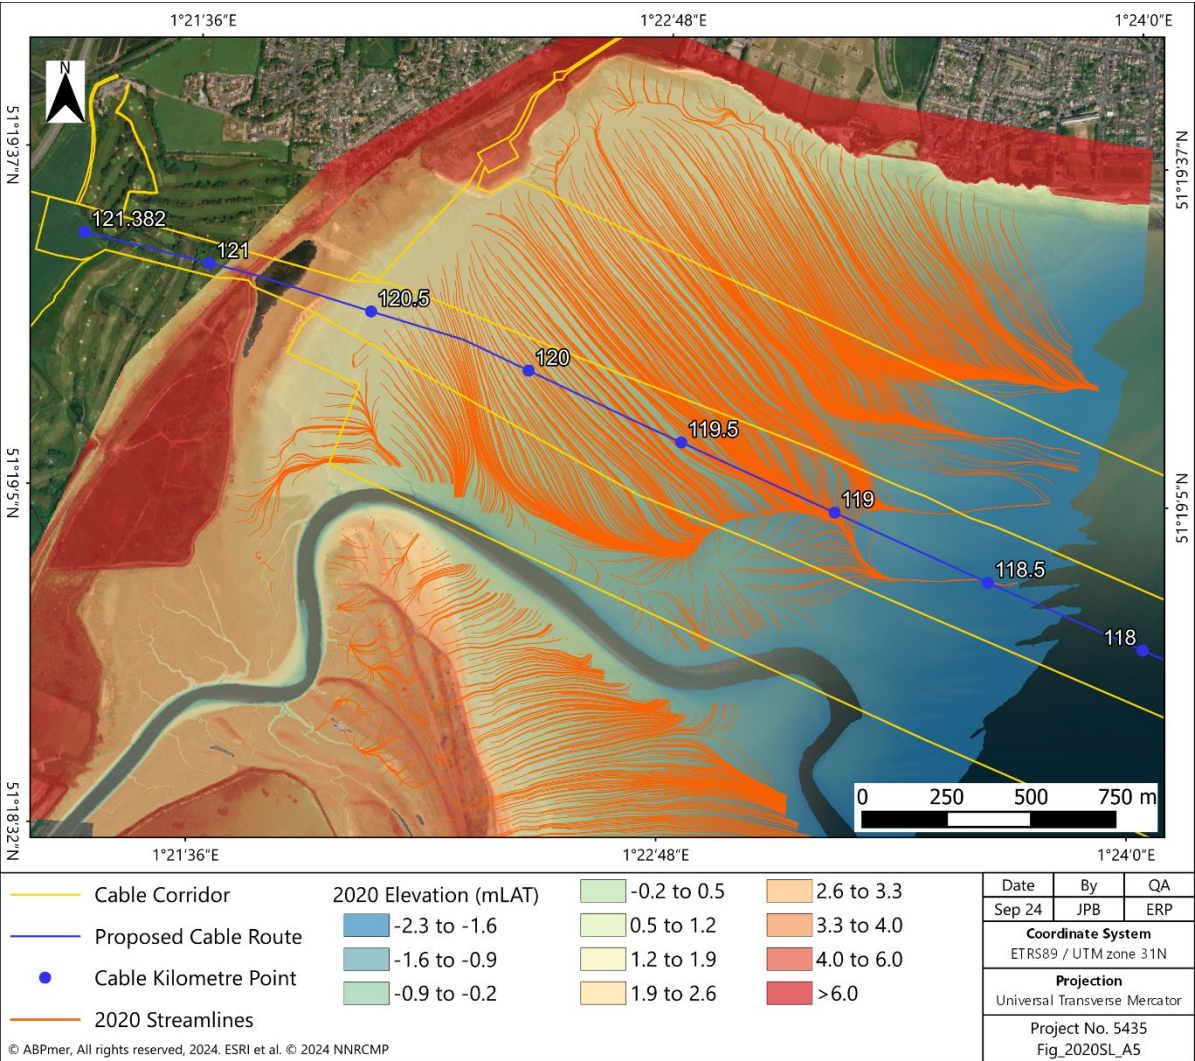 1°21'36"E 1°22'48"E 1°24'0"E
N
51°19'37"N
51°19'37"N
121.382
121
120.5
120
119.5
119
118.5
118
51°19'5"N
51°19'5"N
51°18'32"N
0 250 500 750 m
1°21'36"E 1°22'48"E 1°24'0"E
Cable Corridor
Proposed Cable Route
Cable Kilometre Point
2020 Streamlines
2020 Elevation (mLAT)
-2.3 to -1.6
-1.6 to -0.9
-0.9 to -0.2
-0.2 to 0.5
0.5 to 1.2
1.2 to 1.9
1.9 to 2.6
2.6 to 3.3
3.3 to 4.0
4.0 to 6.0
>6.0
Date By QA
Sep 24 JPB ERP
Coordinate System
ETRS89 / UTM zone 31N
Projection
Universal Transverse Mercator
Project No. 5435
Fig_2020SL_A5
© ABPmer, All rights reserved, 2024. ESRI et al. © 2024 NNRCMP